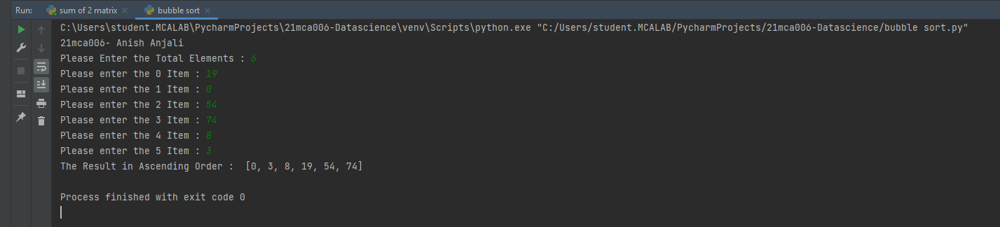 Run: sum of 2 matrix × bubble sort ×
C:\Users\student.MCALAB\PycharmProjects\21mca006-Datascience\venv\Scripts\python.exe "C:/Users/student.MCALAB/PycharmProjects/21mca006-Datascience/bubble sort.py"
21mca006- Anish Anjali
Please Enter the Total Elements : 6
Please enter the 0 Item : 19
Please enter the 1 Item : 0
Please enter the 2 Item : 54
Please enter the 3 Item : 74
Please enter the 4 Item : 8
Please enter the 5 Item : 3
The Result in Ascending Order :  [0, 3, 8, 19, 54, 74]
Process finished with exit code 0